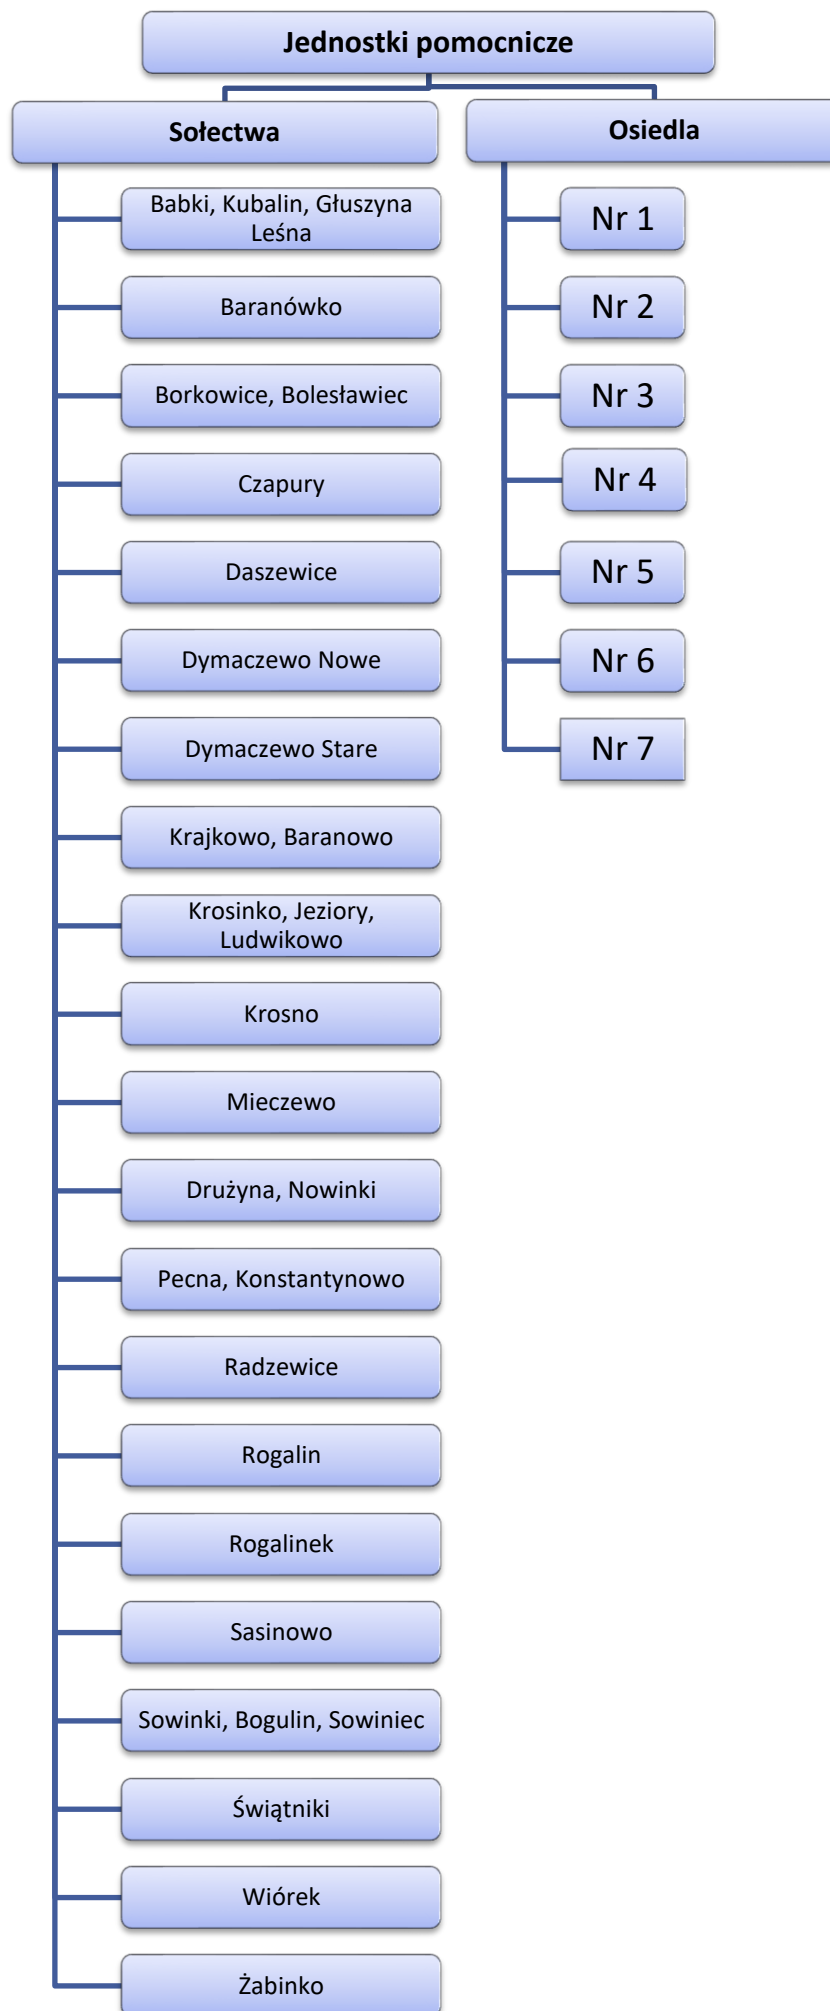 Jednostki pomocnicze
Sołectwa
Babki, Kubalin, Głuszyna
Leśna
Baranówko
Borkowice, Bolesławiec
Czapury
Daszewice
Dymaczewo Nowe
Dymaczewo Stare
Krajkowo, Baranowo
Krosinko, Jeziory,
Ludwikowo
Krosno
Mieczewo
Drużyna, Nowinki
Pecna, Konstantynowo
Radzewice
Rogalin
Rogalinek
Sasinowo
Sowinki, Bogulin, Sowiniec
Świątniki
Wiórek
Żabinko
Osiedla
Nr 1
Nr 2
Nr 3
Nr 4
Nr 5
Nr 6
Nr 7